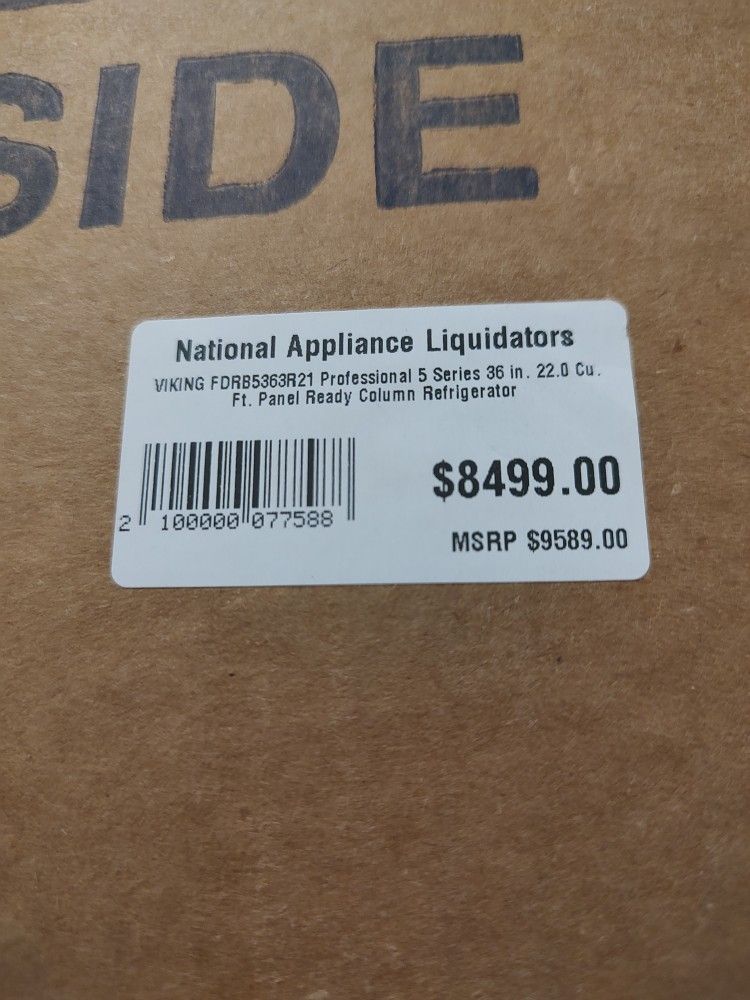 SIDE
National Appliance Liquidators
VIKING FDRB5363R21 Professional 5 Series 36 in. 22.0 Cu.
Ft. Panel Ready Column Refrigerator
$8499.00
2 100000 077588
MSRP $9589.00